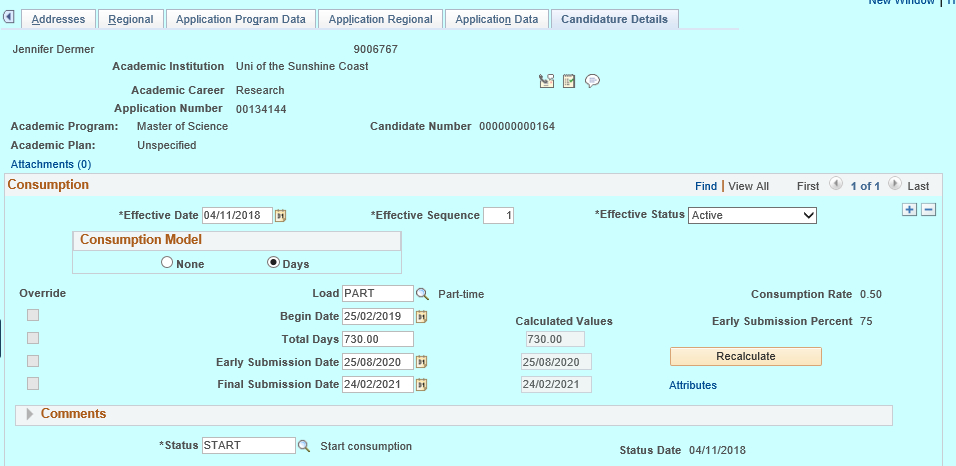 New Window
Addresses Regional Application Program Data Application Regional Application Data Candidature Details
Jennifer Dermer 9006767
Academic Institution Uni of the Sunshine Coast
Academic Career Research
Application Number 00134144
Academic Program: Master of Science Candidate Number 000000000164
Academic Plan: Unspecified
Attachments (0)
Consumption Find | View All First 1 of 1 Last
*Effective Date 04/11/2018 *Effective Sequence 1 *Effective Status Active
Consumption Model
None Days
Override Load PART Part-time Consumption Rate 0.50
Begin Date 25/02/2019 Calculated Values Early Submission Percent 75
Total Days 730.00 730.00
Early Submission Date 25/08/2020 25/08/2020 Recalculate
Final Submission Date 24/02/2021 24/02/2021 Attributes
Comments
*Status START Start consumption Status Date 04/11/2018